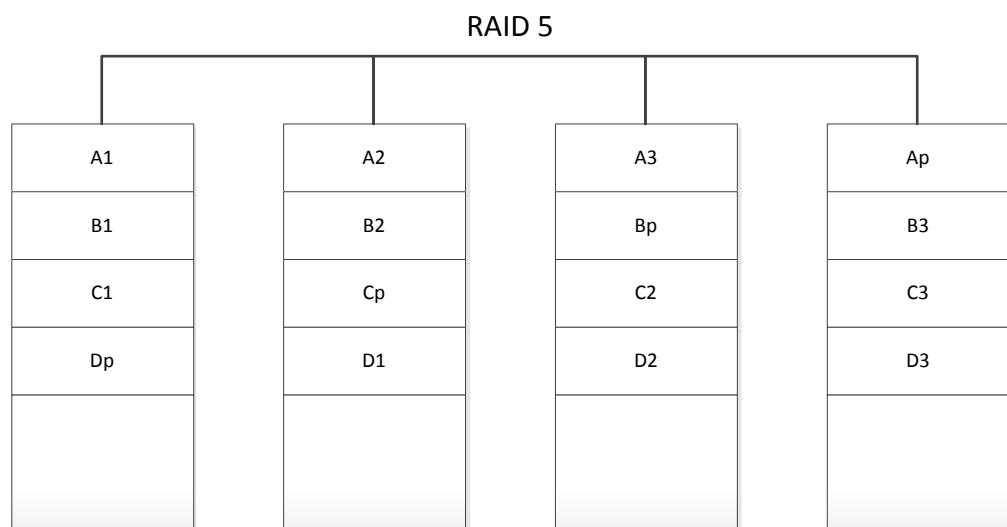 RAID 5
A1 A2 A3 Ap
B1 B2 Bp B3
C1 Cp C2 C3
Dp D1 D2 D3